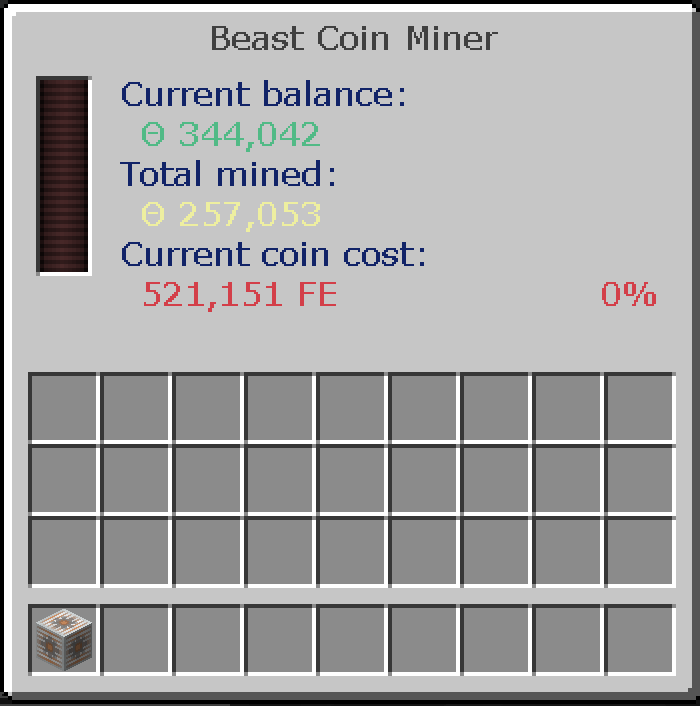 Beast Coin Miner
Current balance:
Θ 344,042
Total mined:
Θ 257,053
Current coin cost:
521,151 FE 0%